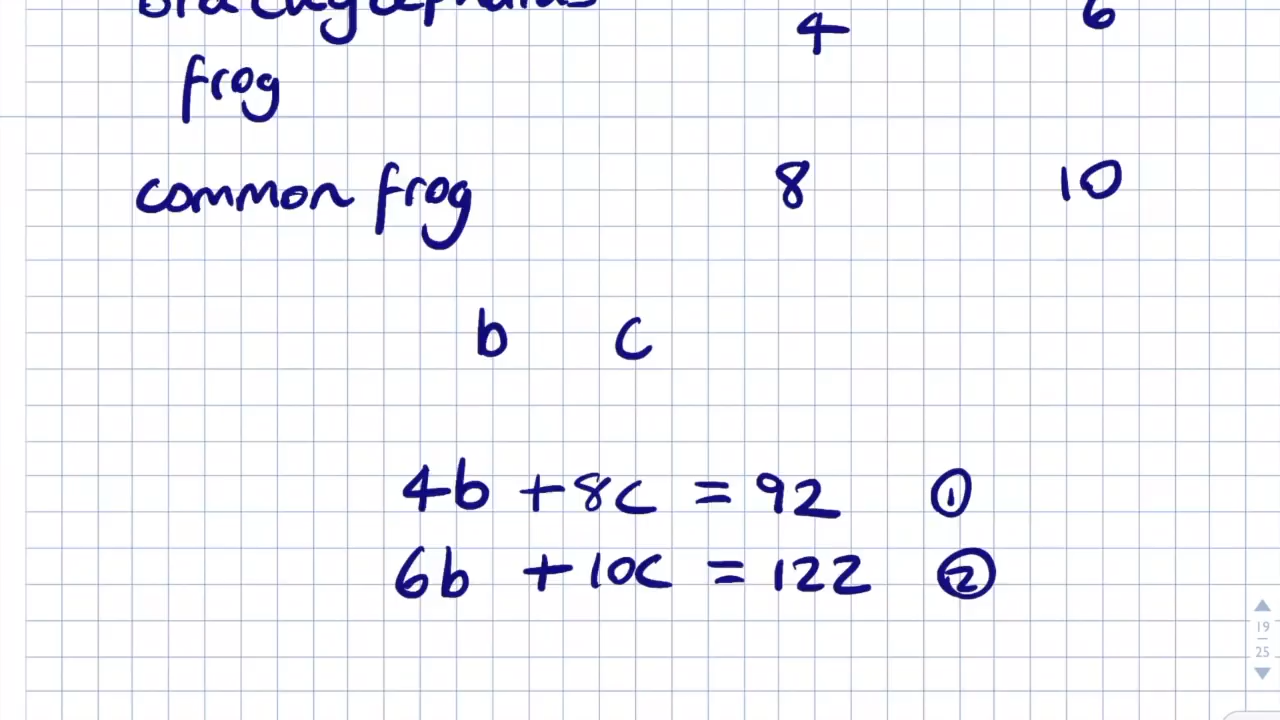 4 6
frog
common frog 8 10
b c
4b + 8c = 92 ①
6b + 10c = 122 ②
19
25